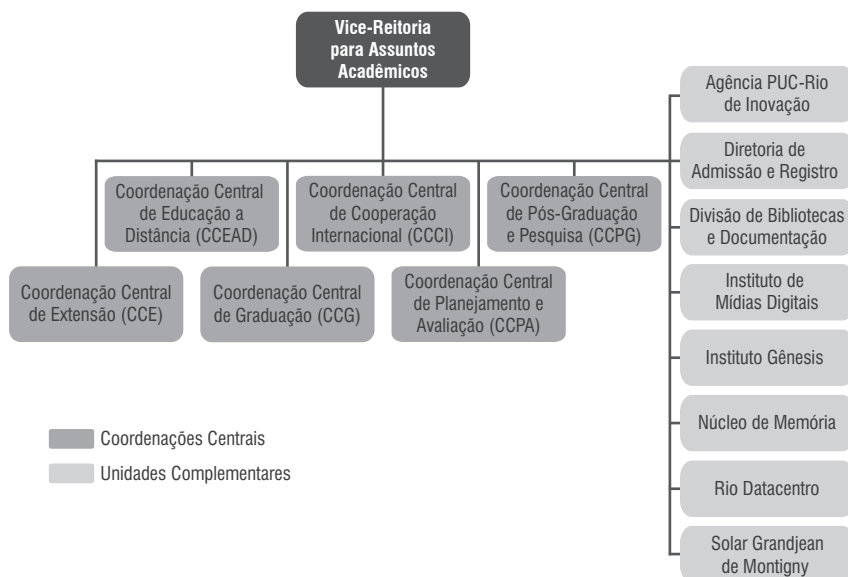 Vice-Reitoria
para Assuntos
Acadêmicos
Coordenação Central
de Educação a
Distância (CCEAD)
Coordenação Central
de Cooperação
Internacional (CCCI)
Coordenação Central
de Pós-Graduação
e Pesquisa (CCPG)
Coordenação Central
de Extensão (CCE)
Coordenação Central
de Graduação (CCG)
Coordenação Central
de Planejamento e
Avaliação (CCPA)
Agência PUC-Rio
de Inovação
Diretoria de
Admissão e Registro
Divisão de Bibliotecas
e Documentação
Instituto de
Mídias Digitais
Instituto Gênesis
Núcleo de Memória
Rio Datacentro
Solar Grandjean
de Montigny
Coordenações Centrais
Unidades Complementares